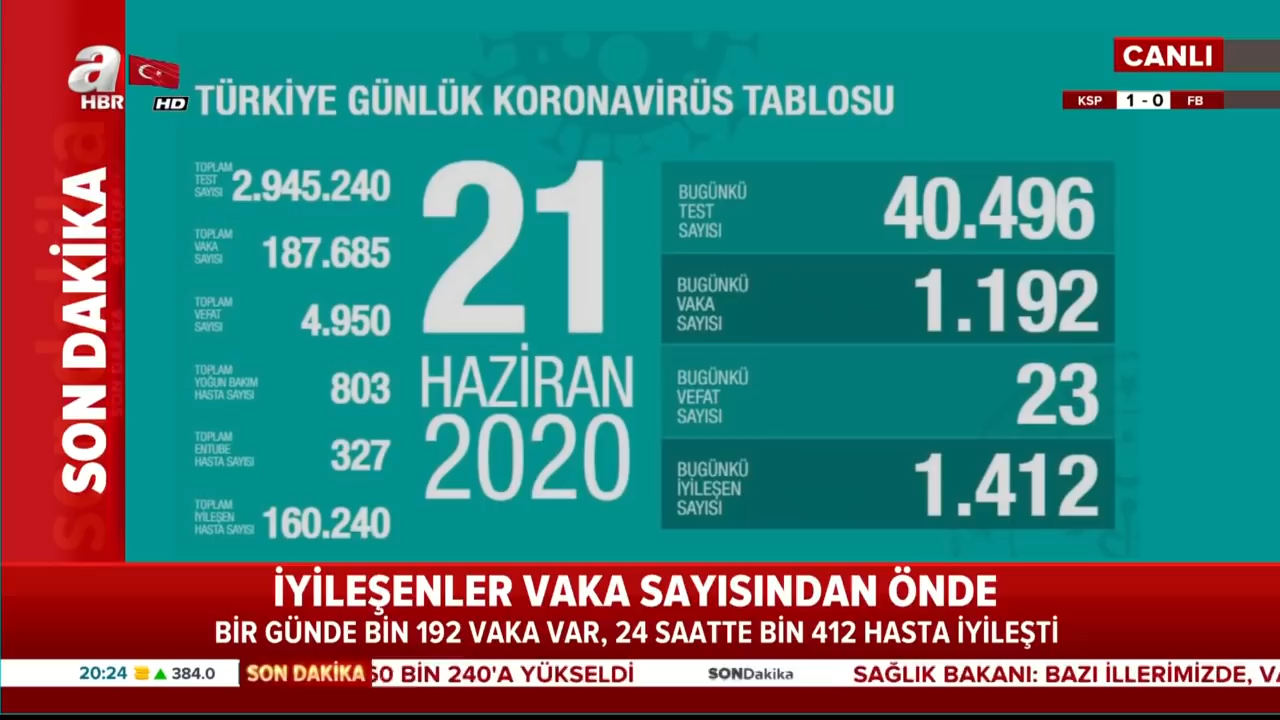 a
HBR
HD
CANLI
KSP 1 - 0 FB
SON DAKİKA
TÜRKİYE GÜNLÜK KORONAVİRÜS TABLOSU
TOPLAM
TEST
SAYISI
2.945.240
TOPLAM
VAKA
SAYISI
187.685
TOPLAM
VEFAT
SAYISI
4.950
TOPLAM
YOĞUN BAKIM
HASTA SAYISI
803
TOPLAM
ENTUBE
HASTA SAYISI
327
TOPLAM
İYİLEŞEN
HASTA SAYISI
160.240
21
HAZİRAN
2020
BUGÜNKÜ
TEST
SAYISI
40.496
BUGÜNKÜ
VAKA
SAYISI
1.192
BUGÜNKÜ
VEFAT
SAYISI
23
BUGÜNKÜ
İYİLEŞEN
SAYISI
1.412
İYİLEŞENLER VAKA SAYISINDAN ÖNDE
BİR GÜNDE BİN 192 VAKA VAR, 24 SAATTE BİN 412 HASTA İYİLEŞTİ
20:24 384.0 SON DAKİKA BİN 240'A YÜKSELDİ SONDakika SAĞLIK BAKANI: BAZI İLLERİMİZDE,